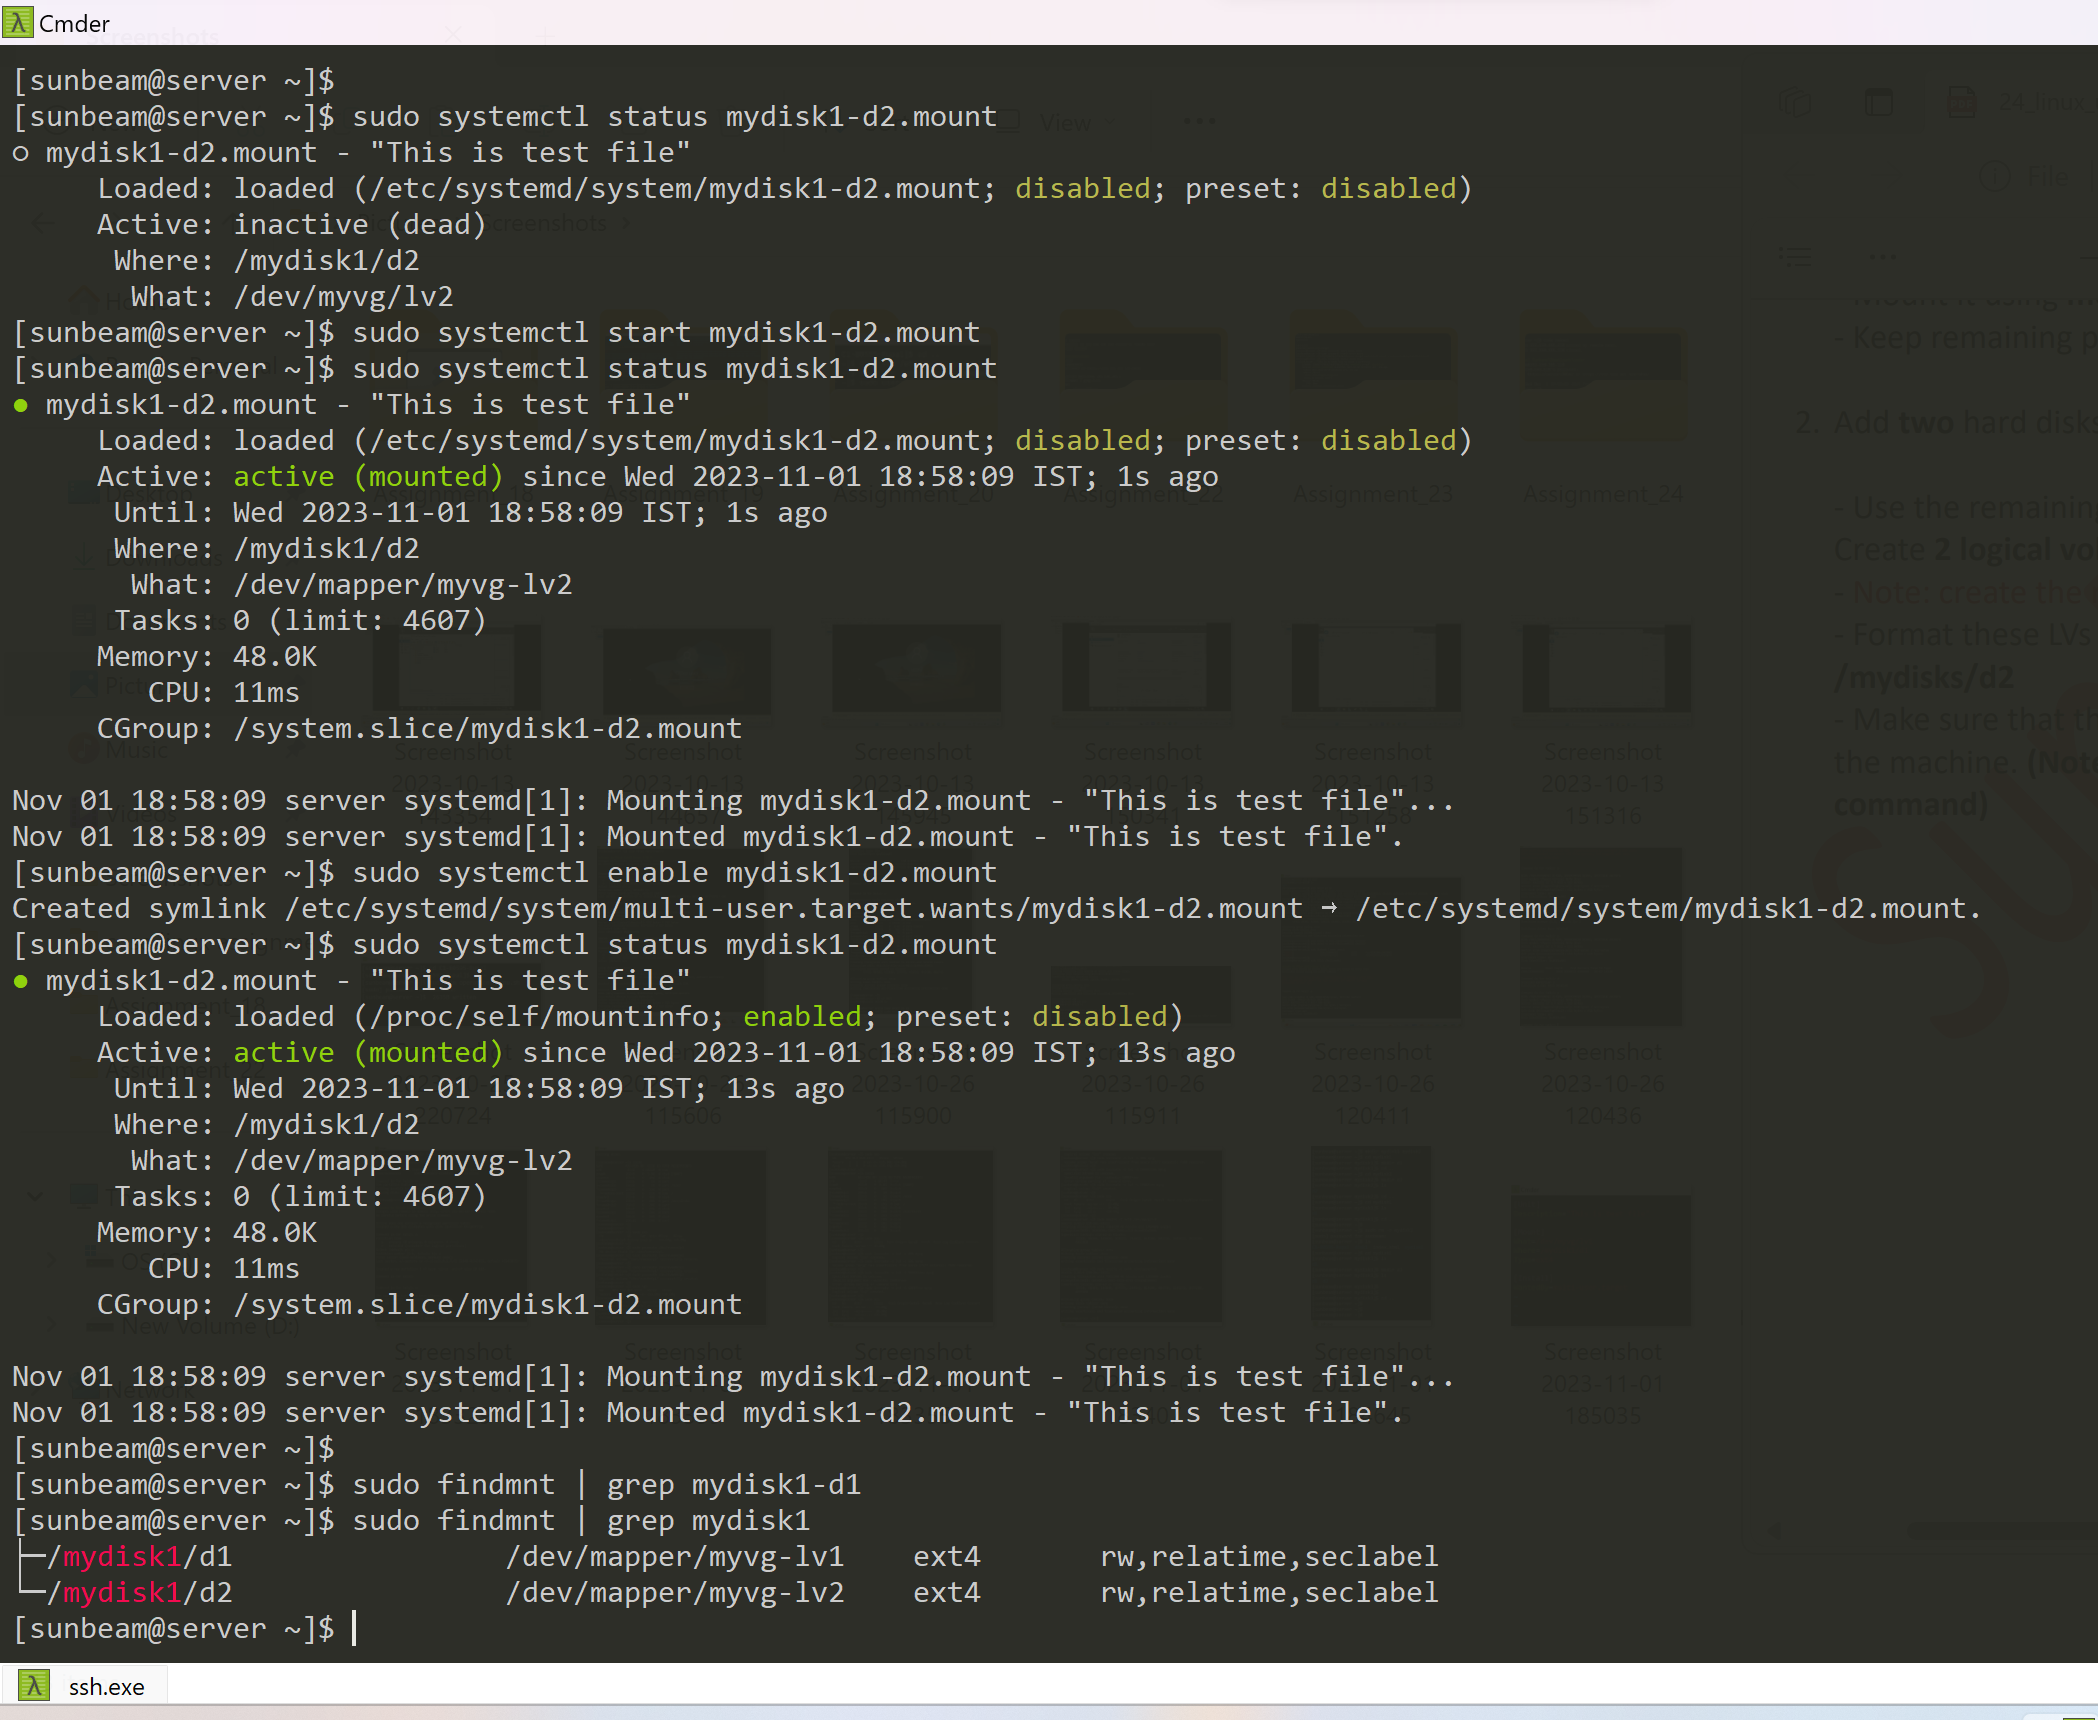 Cmder
[sunbeam@server ~]$
[sunbeam@server ~]$ sudo systemctl status mydisk1-d2.mount
○ mydisk1-d2.mount - "This is test file"
Loaded: loaded (/etc/systemd/system/mydisk1-d2.mount; disabled; preset: disabled)
Active: inactive (dead)
Where: /mydisk1/d2
What: /dev/myvg/lv2
[sunbeam@server ~]$ sudo systemctl start mydisk1-d2.mount
[sunbeam@server ~]$ sudo systemctl status mydisk1-d2.mount
● mydisk1-d2.mount - "This is test file"
Loaded: loaded (/etc/systemd/system/mydisk1-d2.mount; disabled; preset: disabled)
Active: active (mounted) since Wed 2023-11-01 18:58:09 IST; 1s ago
Until: Wed 2023-11-01 18:58:09 IST; 1s ago
Where: /mydisk1/d2
What: /dev/mapper/myvg-lv2
Tasks: 0 (limit: 4607)
Memory: 48.0K
CPU: 11ms
CGroup: /system.slice/mydisk1-d2.mount
Nov 01 18:58:09 server systemd[1]: Mounting mydisk1-d2.mount - "This is test file"...
Nov 01 18:58:09 server systemd[1]: Mounted mydisk1-d2.mount - "This is test file".
[sunbeam@server ~]$ sudo systemctl enable mydisk1-d2.mount
Created symlink /etc/systemd/system/multi-user.target.wants/mydisk1-d2.mount → /etc/systemd/system/mydisk1-d2.mount.
[sunbeam@server ~]$ sudo systemctl status mydisk1-d2.mount
● mydisk1-d2.mount - "This is test file"
Loaded: loaded (/proc/self/mountinfo; enabled; preset: disabled)
Active: active (mounted) since Wed 2023-11-01 18:58:09 IST; 13s ago
Until: Wed 2023-11-01 18:58:09 IST; 13s ago
Where: /mydisk1/d2
What: /dev/mapper/myvg-lv2
Tasks: 0 (limit: 4607)
Memory: 48.0K
CPU: 11ms
CGroup: /system.slice/mydisk1-d2.mount
Nov 01 18:58:09 server systemd[1]: Mounting mydisk1-d2.mount - "This is test file"...
Nov 01 18:58:09 server systemd[1]: Mounted mydisk1-d2.mount - "This is test file".
[sunbeam@server ~]$
[sunbeam@server ~]$ sudo findmnt | grep mydisk1-d1
[sunbeam@server ~]$ sudo findmnt | grep mydisk1
├─/mydisk1/d1 /dev/mapper/myvg-lv1 ext4 rw,relatime,seclabel
└─/mydisk1/d2 /dev/mapper/myvg-lv2 ext4 rw,relatime,seclabel
[sunbeam@server ~]$
ssh.exe